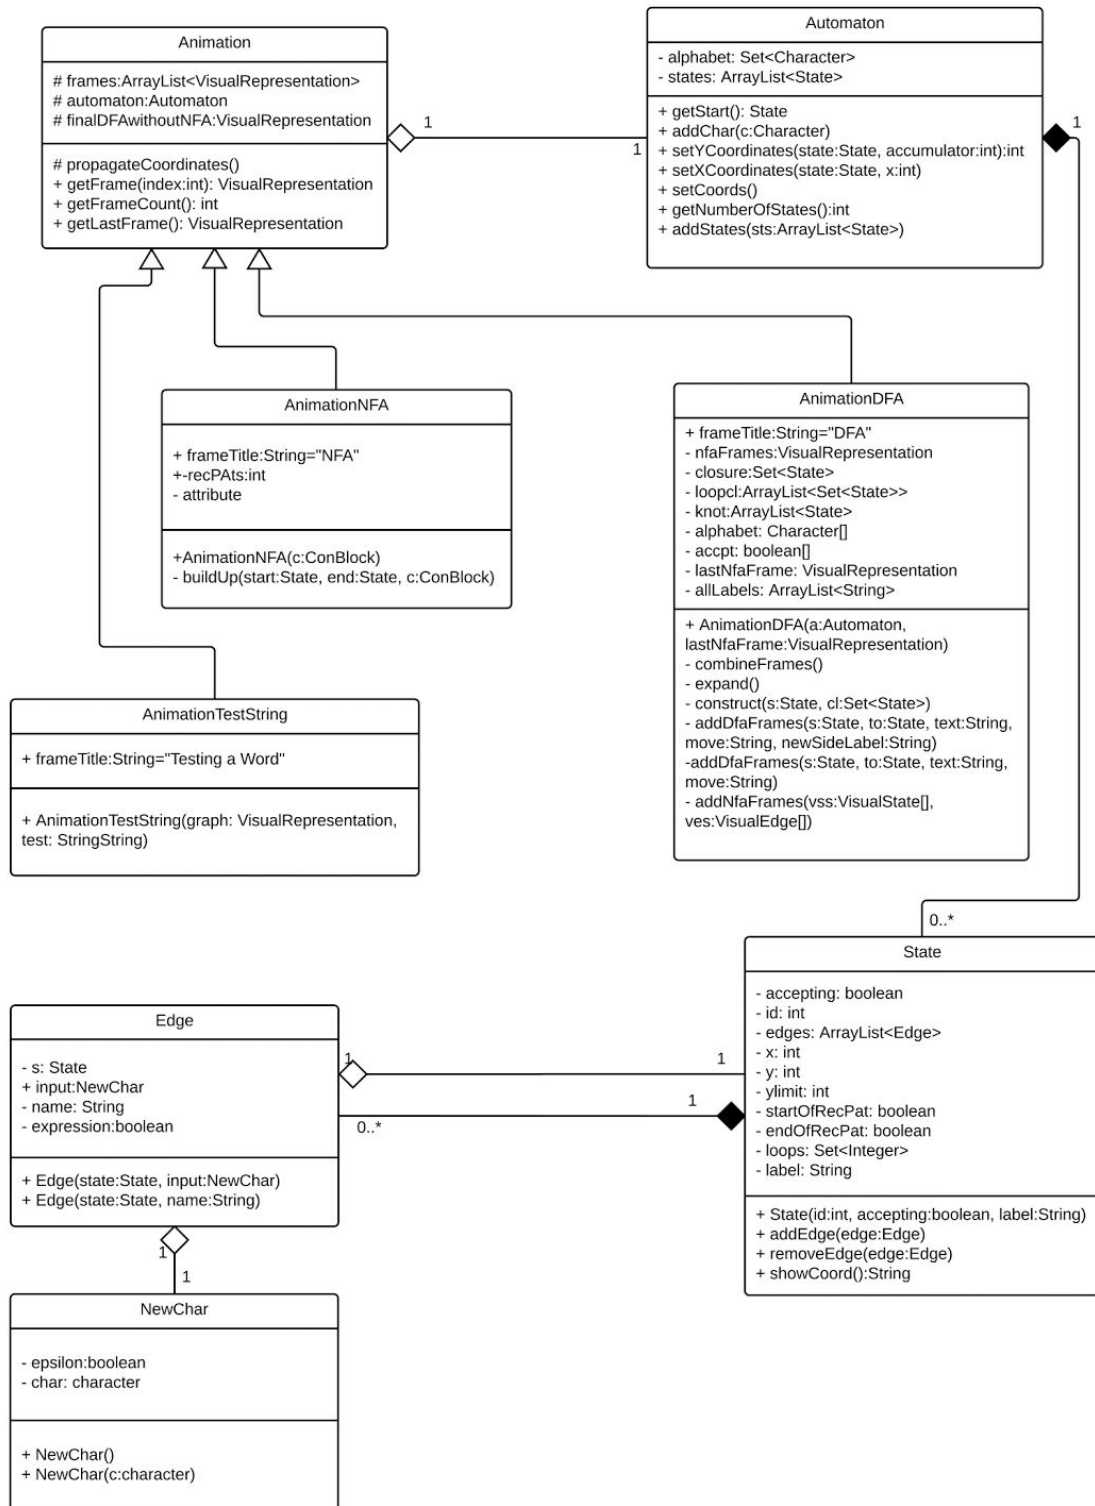 Animation
# frames:ArrayList<VisualRepresentation>
# automaton:Automaton
# finalDFAwithoutNFA:VisualRepresentation
# propagateCoordinates()
+ getFrame(index:int): VisualRepresentation
+ getFrameCount(): int
+ getLastFrame(): VisualRepresentation
1
1
Automaton
- alphabet: Set<Character>
- states: ArrayList<State>
+ getStart(): State
+ addChar(c:Character)
+ setYCoordinates(state:State, accumulator:int):int
+ setXCoordinates(state:State, x:int)
+ setCoords()
+ getNumberOfStates():int
+ addStates(sts:ArrayList<State>)
1
AnimationNFA
+ frameTitle:String="NFA"
+-recPAts:int
- attribute
+AnimationNFA(c:ConBlock)
- buildUp(start:State, end:State, c:ConBlock)
AnimationDFA
+ frameTitle:String="DFA"
- nfaFrames:VisualRepresentation
- closure:Set<State>
- loopcl:ArrayList<Set<State>>
- knot:ArrayList<State>
- alphabet: Character[]
- accpt: boolean[]
- lastNfaFrame: VisualRepresentation
- allLabels: ArrayList<String>
+ AnimationDFA(a:Automaton,
lastNfaFrame:VisualRepresentation)
- combineFrames()
- expand()
- construct(s:State, cl:Set<State>)
- addDfaFrames(s:State, to:State, text:String,
move:String, newSideLabel:String)
-addDfaFrames(s:State, to:State, text:String,
move:String)
- addNfaFrames(vss:VisualState[],
ves:VisualEdge[])
AnimationTestString
+ frameTitle:String="Testing a Word"
+ AnimationTestString(graph: VisualRepresentation,
test: StringString)
0..*
State
- accepting: boolean
- id: int
- edges: ArrayList<Edge>
- x: int
- y: int
- ylimit: int
- startOfRecPat: boolean
- endOfRecPat: boolean
- loops: Set<Integer>
- label: String
+ State(id:int, accepting:boolean, label:String)
+ addEdge(edge:Edge)
+ removeEdge(edge:Edge)
+ showCoord():String
Edge
- s: State
+ input:NewChar
- name: String
- expression:boolean
+ Edge(state:State, input:NewChar)
+ Edge(state:State, name:String)
1
1
1
0..*
1
1
NewChar
- epsilon:boolean
- char: character
+ NewChar()
+ NewChar(c:character)